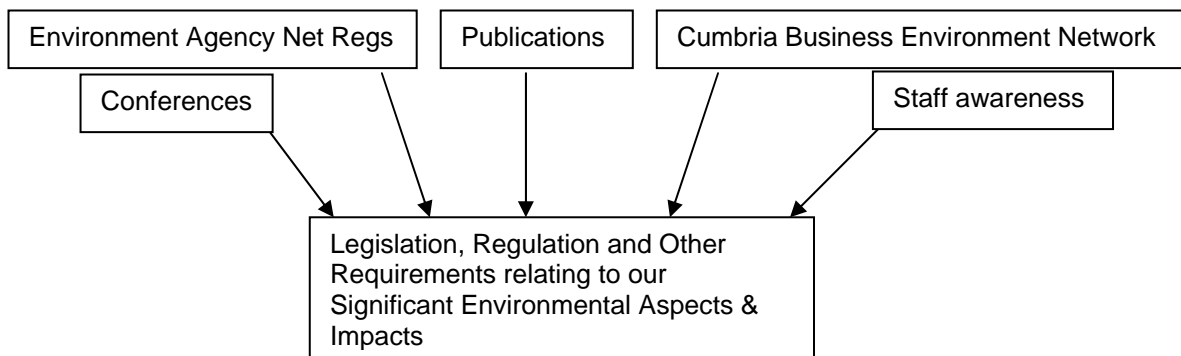 Environment Agency Net Regs
Publications
Cumbria Business Environment Network
Conferences
Staff awareness
Legislation, Regulation and Other
Requirements relating to our
Significant Environmental Aspects &
Impacts